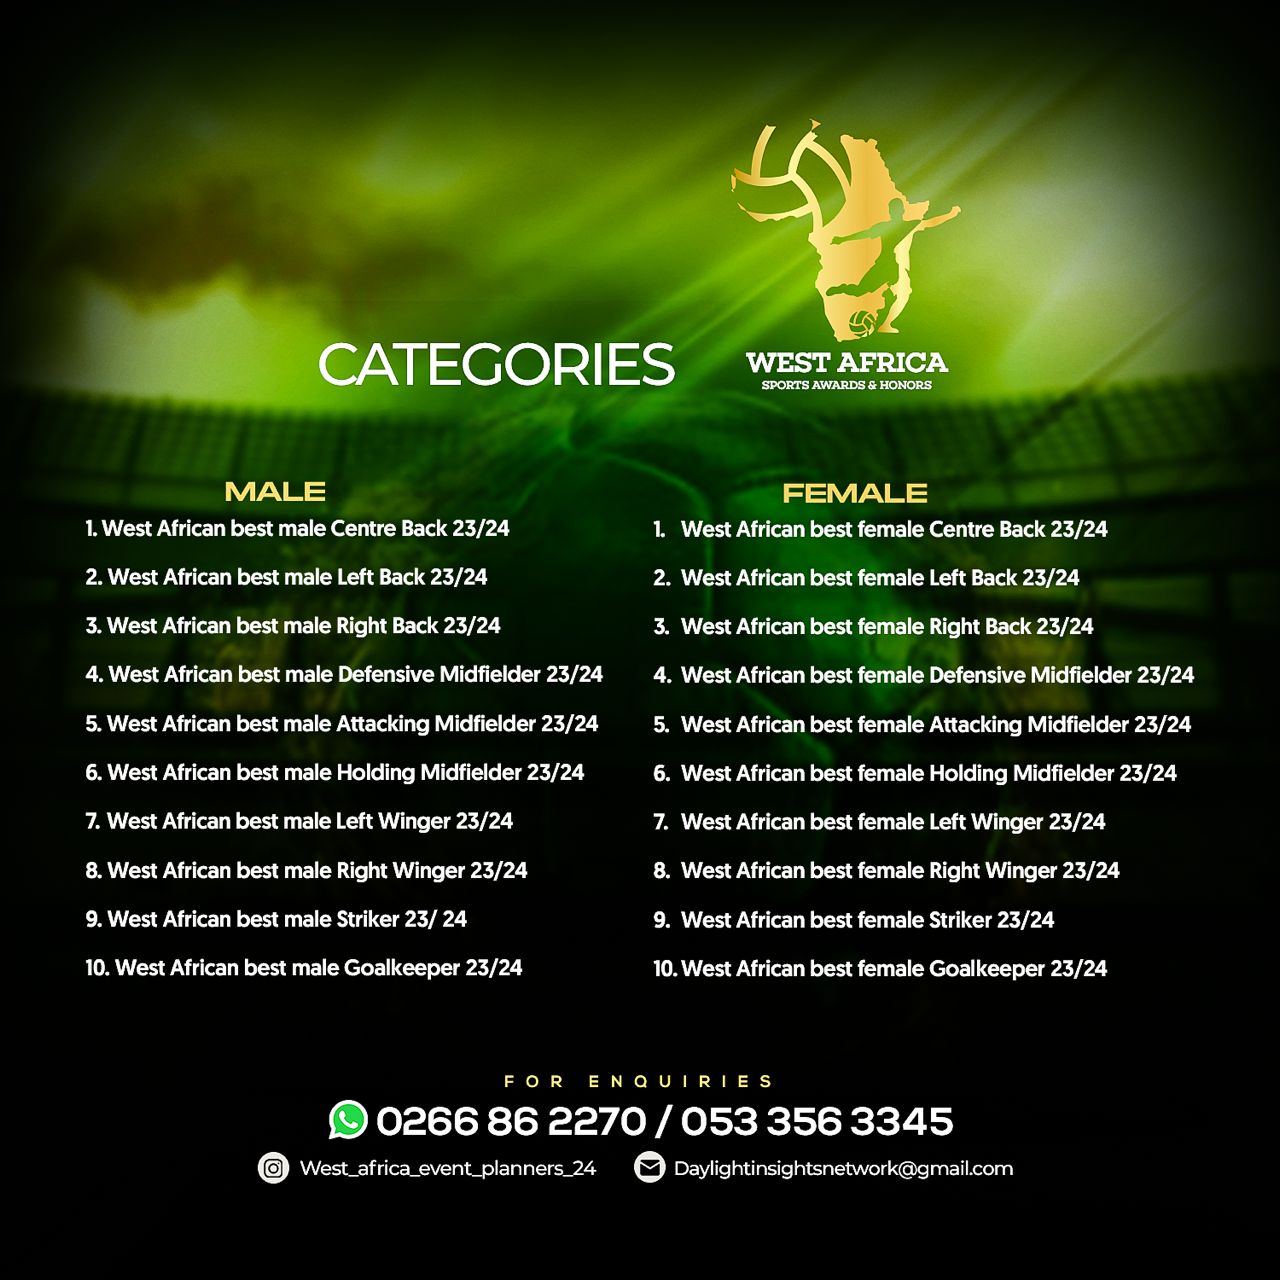 CATEGORIES
WEST AFRICA
SPORTS AWARDS & HONORS
MALE
1. West African best male Centre Back 23/24
2. West African best male Left Back 23/24
3. West African best male Right Back 23/24
4. West African best male Defensive Midfielder 23/24
5. West African best male Attacking Midfielder 23/24
6. West African best male Holding Midfielder 23/24
7. West African best male Left Winger 23/24
8. West African best male Right Winger 23/24
9. West African best male Striker 23/ 24
10. West African best male Goalkeeper 23/24
FEMALE
1. West African best female Centre Back 23/24
2. West African best female Left Back 23/24
3. West African best female Right Back 23/24
4. West African best female Defensive Midfielder 23/24
5. West African best female Attacking Midfielder 23/24
6. West African best female Holding Midfielder 23/24
7. West African best female Left Winger 23/24
8. West African best female Right Winger 23/24
9. West African best female Striker 23/24
10. West African best female Goalkeeper 23/24
FOR ENQUIRIES
0266 86 2270 / 053 356 3345
West_africa_event_planners_24
Daylightinsightsnetwork@gmail.com